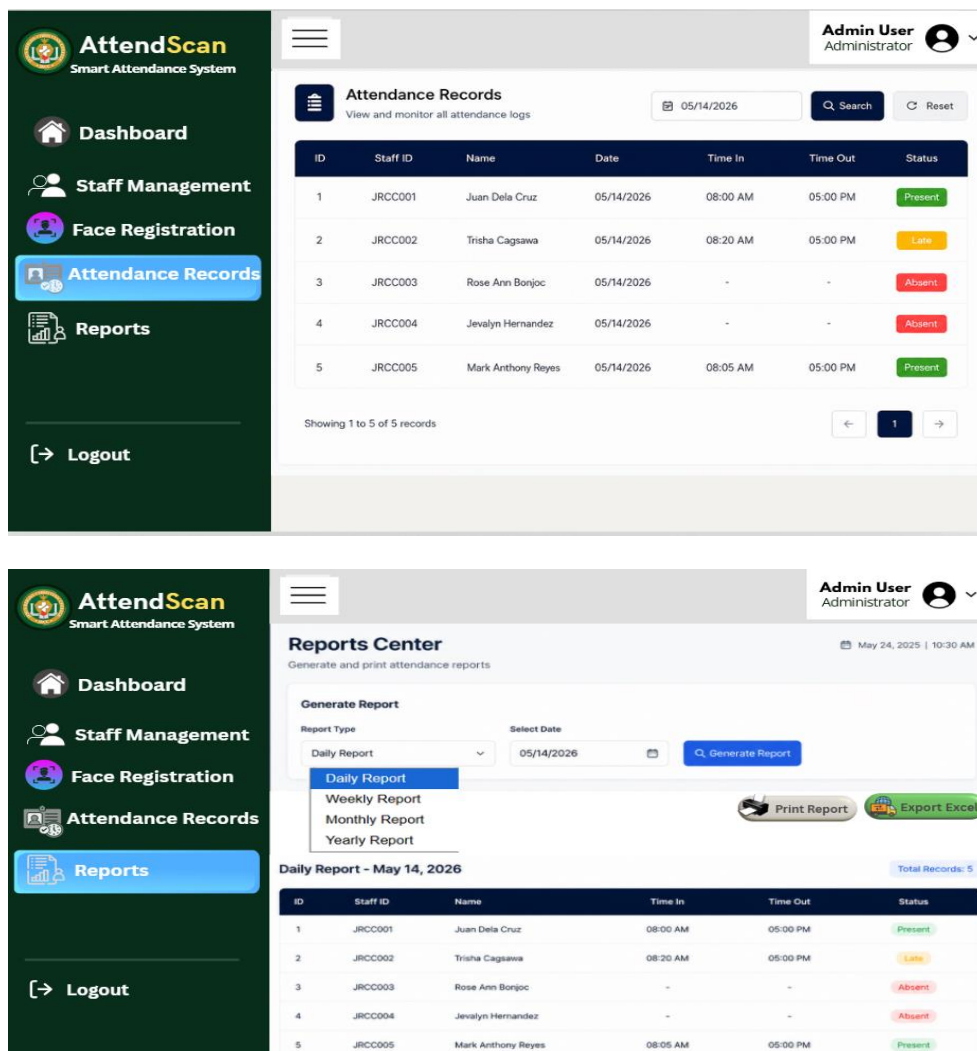 AttendScan
Smart Attendance System
Admin User
Administrator
Dashboard
Staff Management
Face Registration
Attendance Records
Reports
Logout
Attendance Records
View and monitor all attendance logs
05/14/2026
Search
Reset
ID Staff ID Name Date Time In Time Out Status
1 JRCC001 Juan Dela Cruz 05/14/2026 08:00 AM 05:00 PM Present
2 JRCC002 Trisha Cagsawa 05/14/2026 08:20 AM 05:00 PM Late
3 JRCC003 Rose Ann Bonjoc 05/14/2026 - - Absent
4 JRCC004 Jevalyn Hernandez 05/14/2026 - - Absent
5 JRCC005 Mark Anthony Reyes 05/14/2026 08:05 AM 05:00 PM Present
Showing 1 to 5 of 5 records
← 1 →
AttendScan
Smart Attendance System
Admin User
Administrator
Dashboard
Staff Management
Face Registration
Attendance Records
Reports
Logout
Reports Center
Generate and print attendance reports
May 24, 2025 | 10:30 AM
Generate Report
Report Type Select Date
Daily Report 05/14/2026 Generate Report
Daily Report
Weekly Report
Monthly Report
Yearly Report
Print Report Export Excel
Daily Report - May 14, 2026 Total Records: 5
ID Staff ID Name Time In Time Out Status
1 JRCC001 Juan Dela Cruz 08:00 AM 05:00 PM Present
2 JRCC002 Trisha Cagsawa 08:20 AM 05:00 PM Late
3 JRCC003 Rose Ann Bonjoc - - Absent
4 JRCC004 Jevalyn Hernandez - - Absent
5 JRCC005 Mark Anthony Reyes 08:05 AM 05:00 PM Present